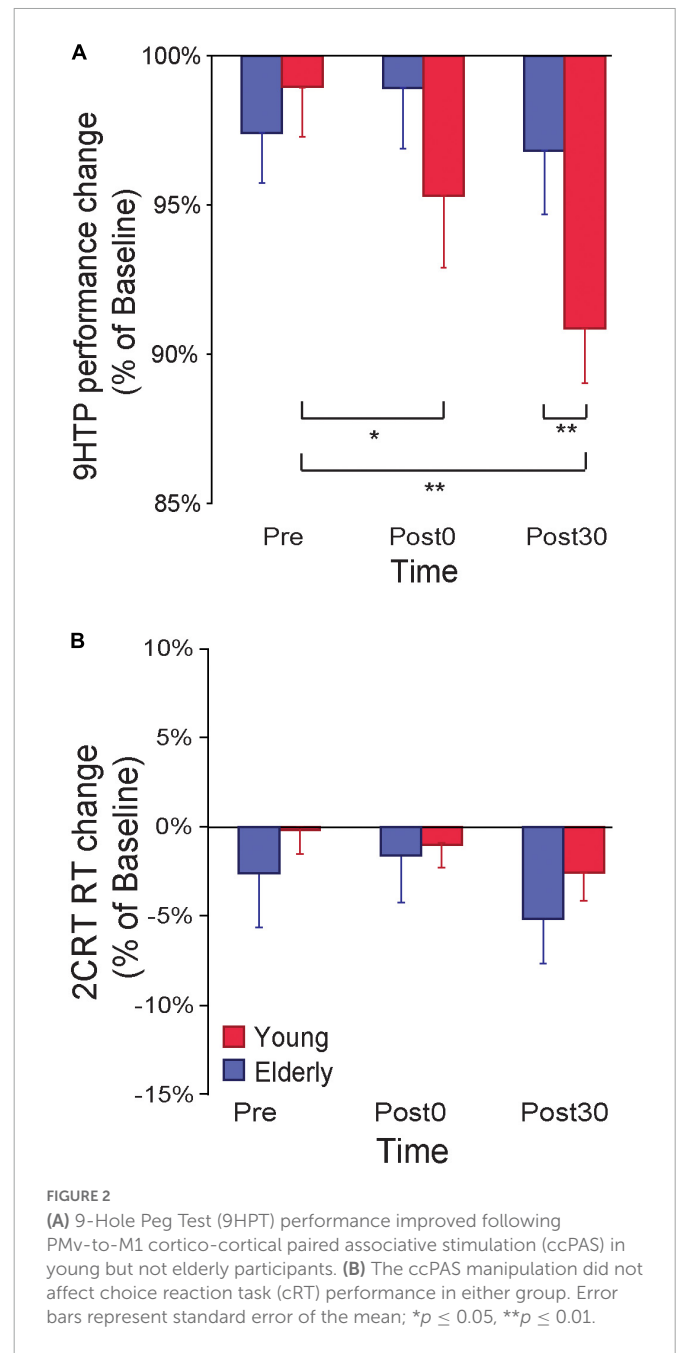 A
100%
95%
90%
85%
9HTP performance change
(% of Baseline)
*
**
**
Pre Post0 Post30
Time
B
10%
5%
0%
-5%
-10%
-15%
2CRT RT change
(% of Baseline)
Young
Elderly
Pre Post0 Post30
Time
FIGURE 2
(A) 9-Hole Peg Test (9HPT) performance improved following
PMv-to-M1 cortico-cortical paired associative stimulation (ccPAS) in
young but not elderly participants. (B) The ccPAS manipulation did not
affect choice reaction task (cRT) performance in either group. Error
bars represent standard error of the mean; *p ≤ 0.05, **p ≤ 0.01.